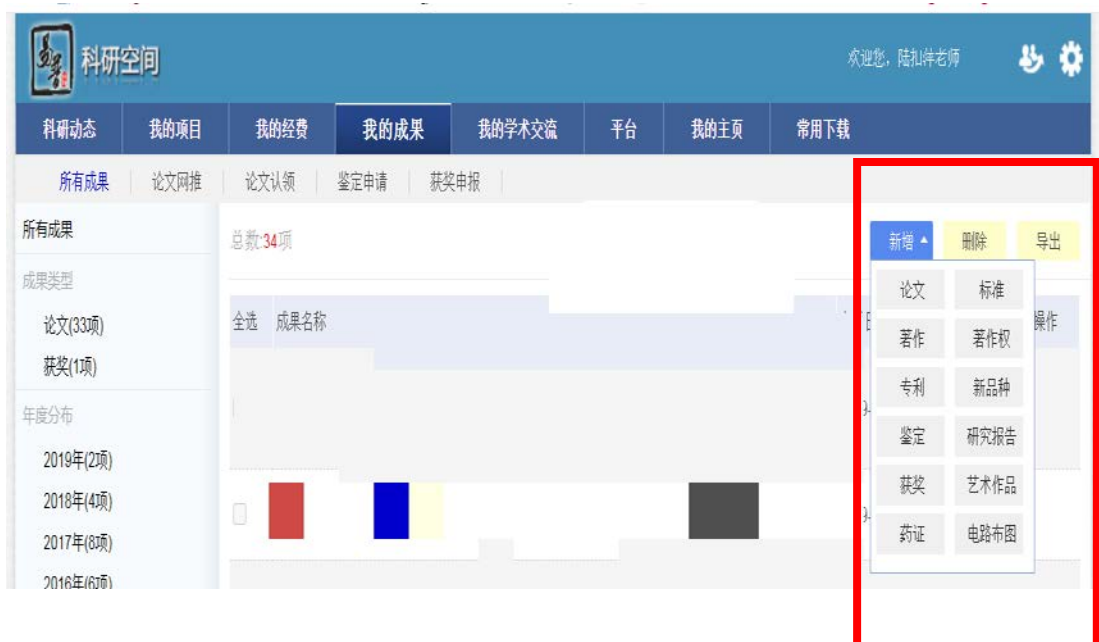 科研空间
欢迎您，陆扣伴老师
科研动态 我的项目 我的经费 我的成果 我的学术交流 平台 我的主页 常用下载
所有成果 论文网推 论文认领 鉴定申请 获奖申报
所有成果
总数:34项
新增 删除 导出
成果类型
论文(33项)
获奖(1项)
年度分布
2019年(2项)
2018年(4项)
2017年(8项)
2016年(6项)
全选 成果名称 操作
论文 标准
著作 著作权
专利 新品种
鉴定 研究报告
获奖 艺术作品
药证 电路布图